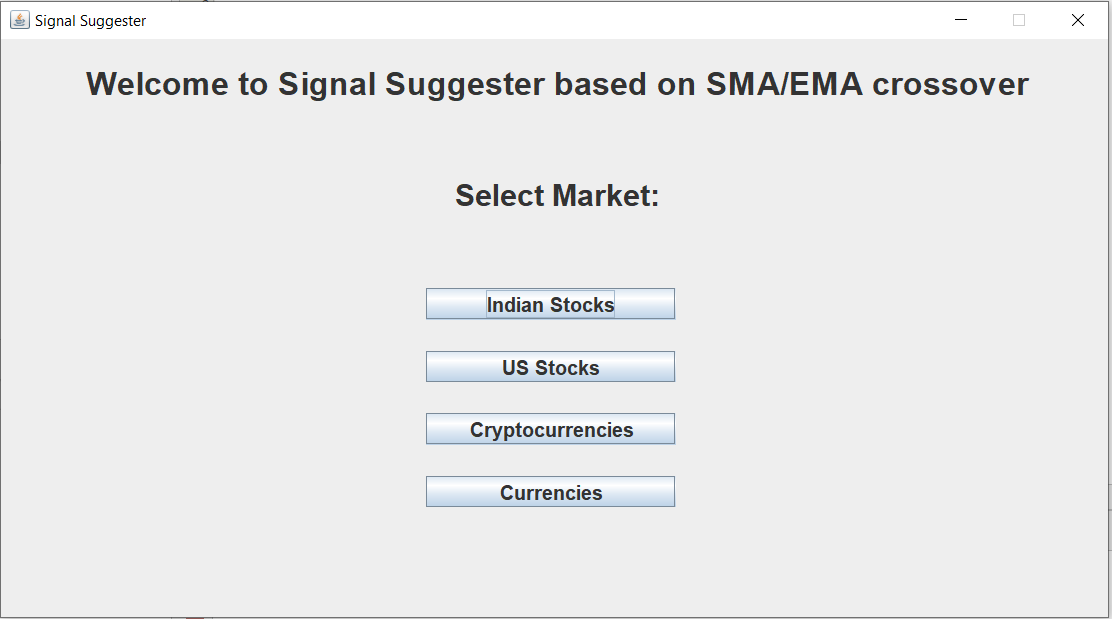 Signal Suggester
Welcome to Signal Suggester based on SMA/EMA crossover
Select Market:
Indian Stocks
US Stocks
Cryptocurrencies
Currencies